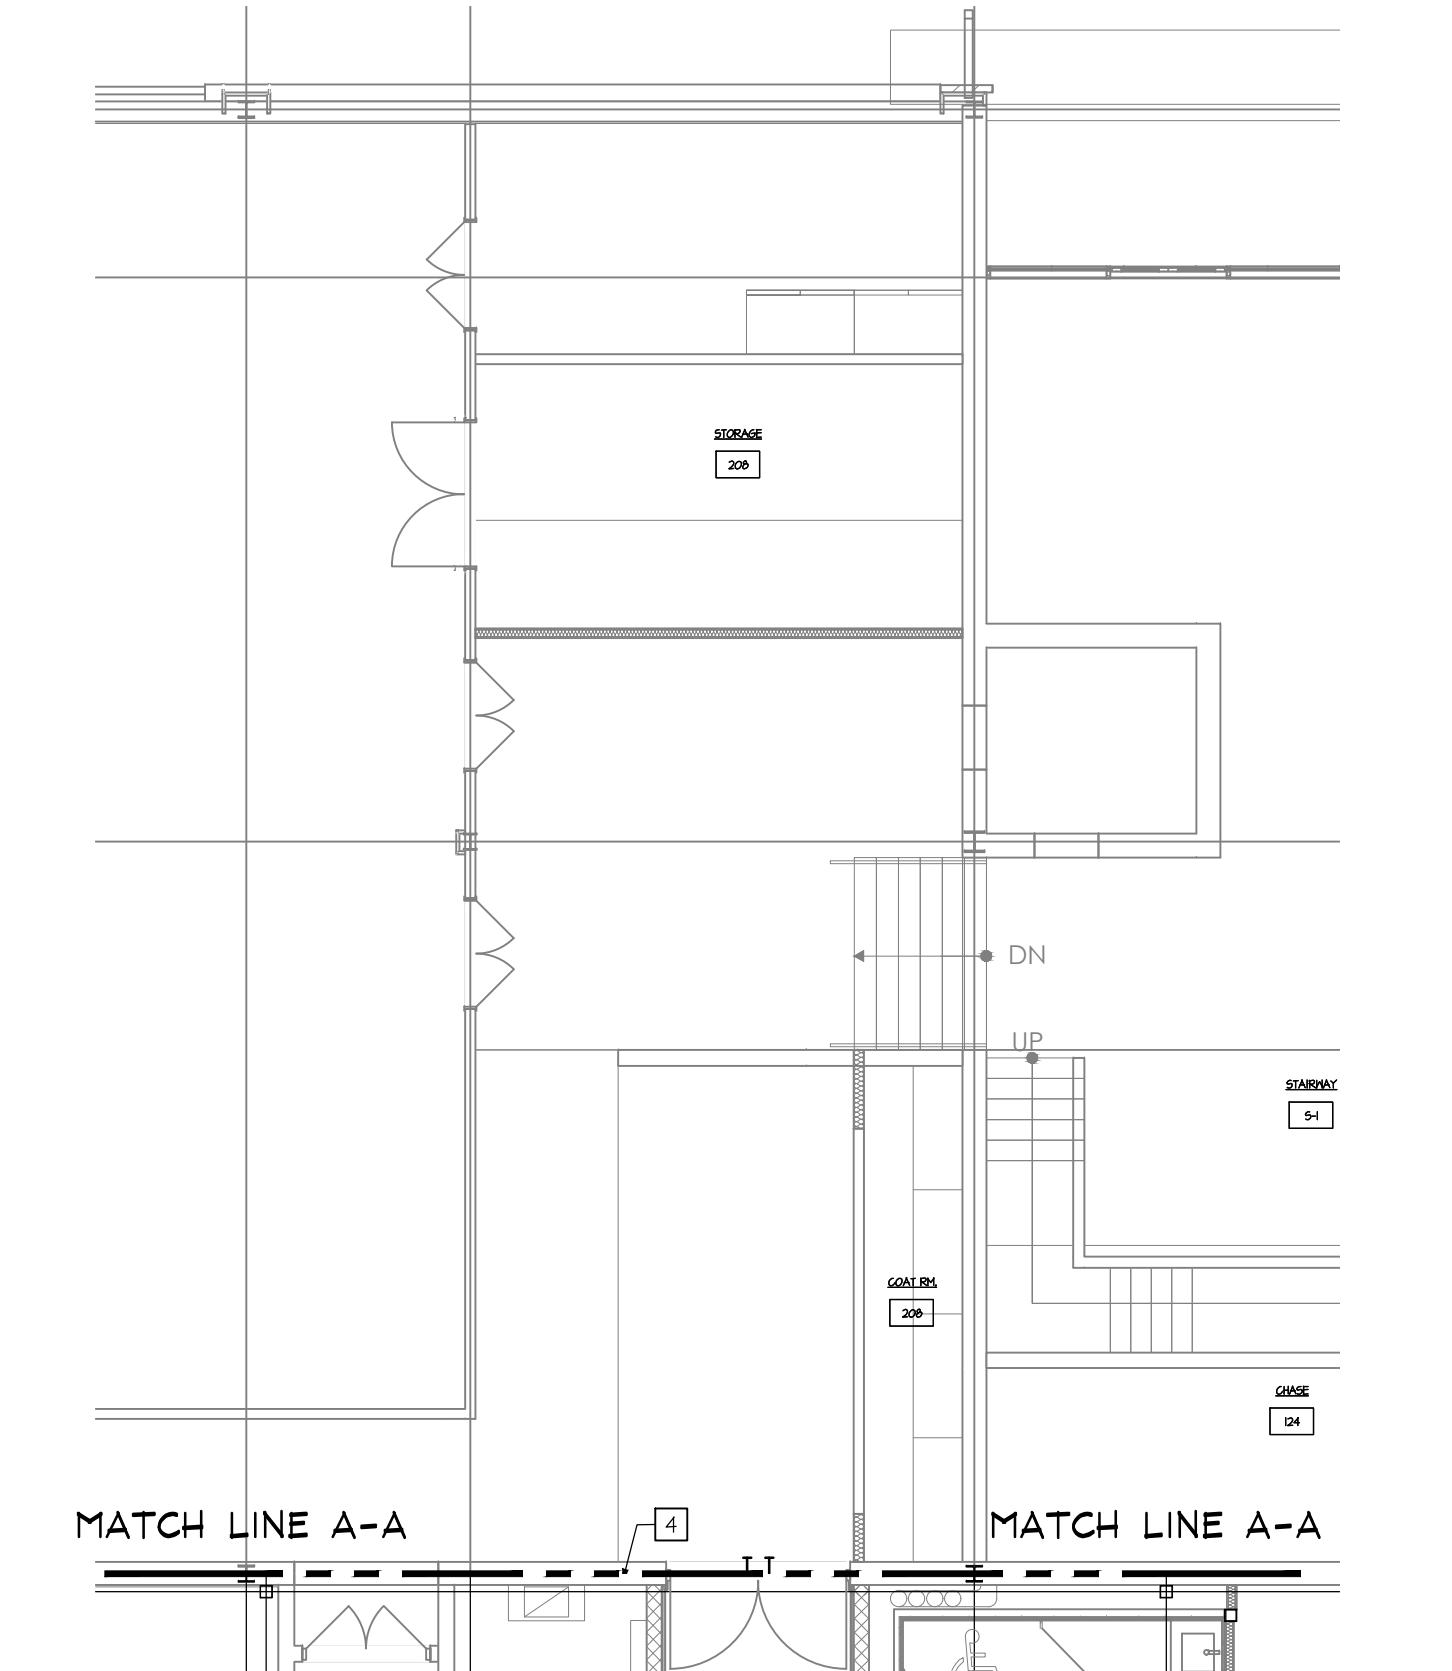 STORAGE
208
DN
UP
STAIRWAY
S-1
COAT RM.
208
CHASE
124
MATCH LINE A-A
4
MATCH LINE A-A